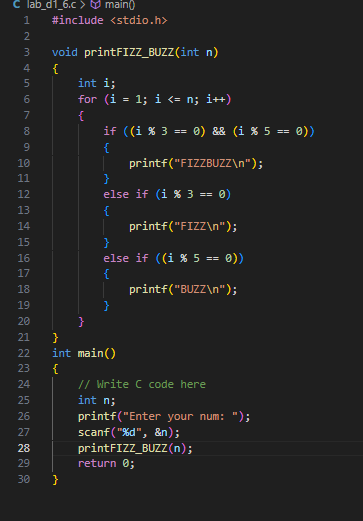 C lab_d1_6.c > main()
1 #include <stdio.h>
2
3 void printFIZZ_BUZZ(int n)
4 {
5     int i;
6     for (i = 1; i <= n; i++)
7     {
8         if ((i % 3 == 0) && (i % 5 == 0))
9         {
10             printf("FIZZBUZZ\n");
11         }
12         else if (i % 3 == 0)
13         {
14             printf("FIZZ\n");
15         }
16         else if ((i % 5 == 0))
17         {
18             printf("BUZZ\n");
19         }
20     }
21 }
22 int main()
23 {
24     // Write C code here
25     int n;
26     printf("Enter your num: ");
27     scanf("%d", &n);
28     printFIZZ_BUZZ(n);
29     return 0;
30 }